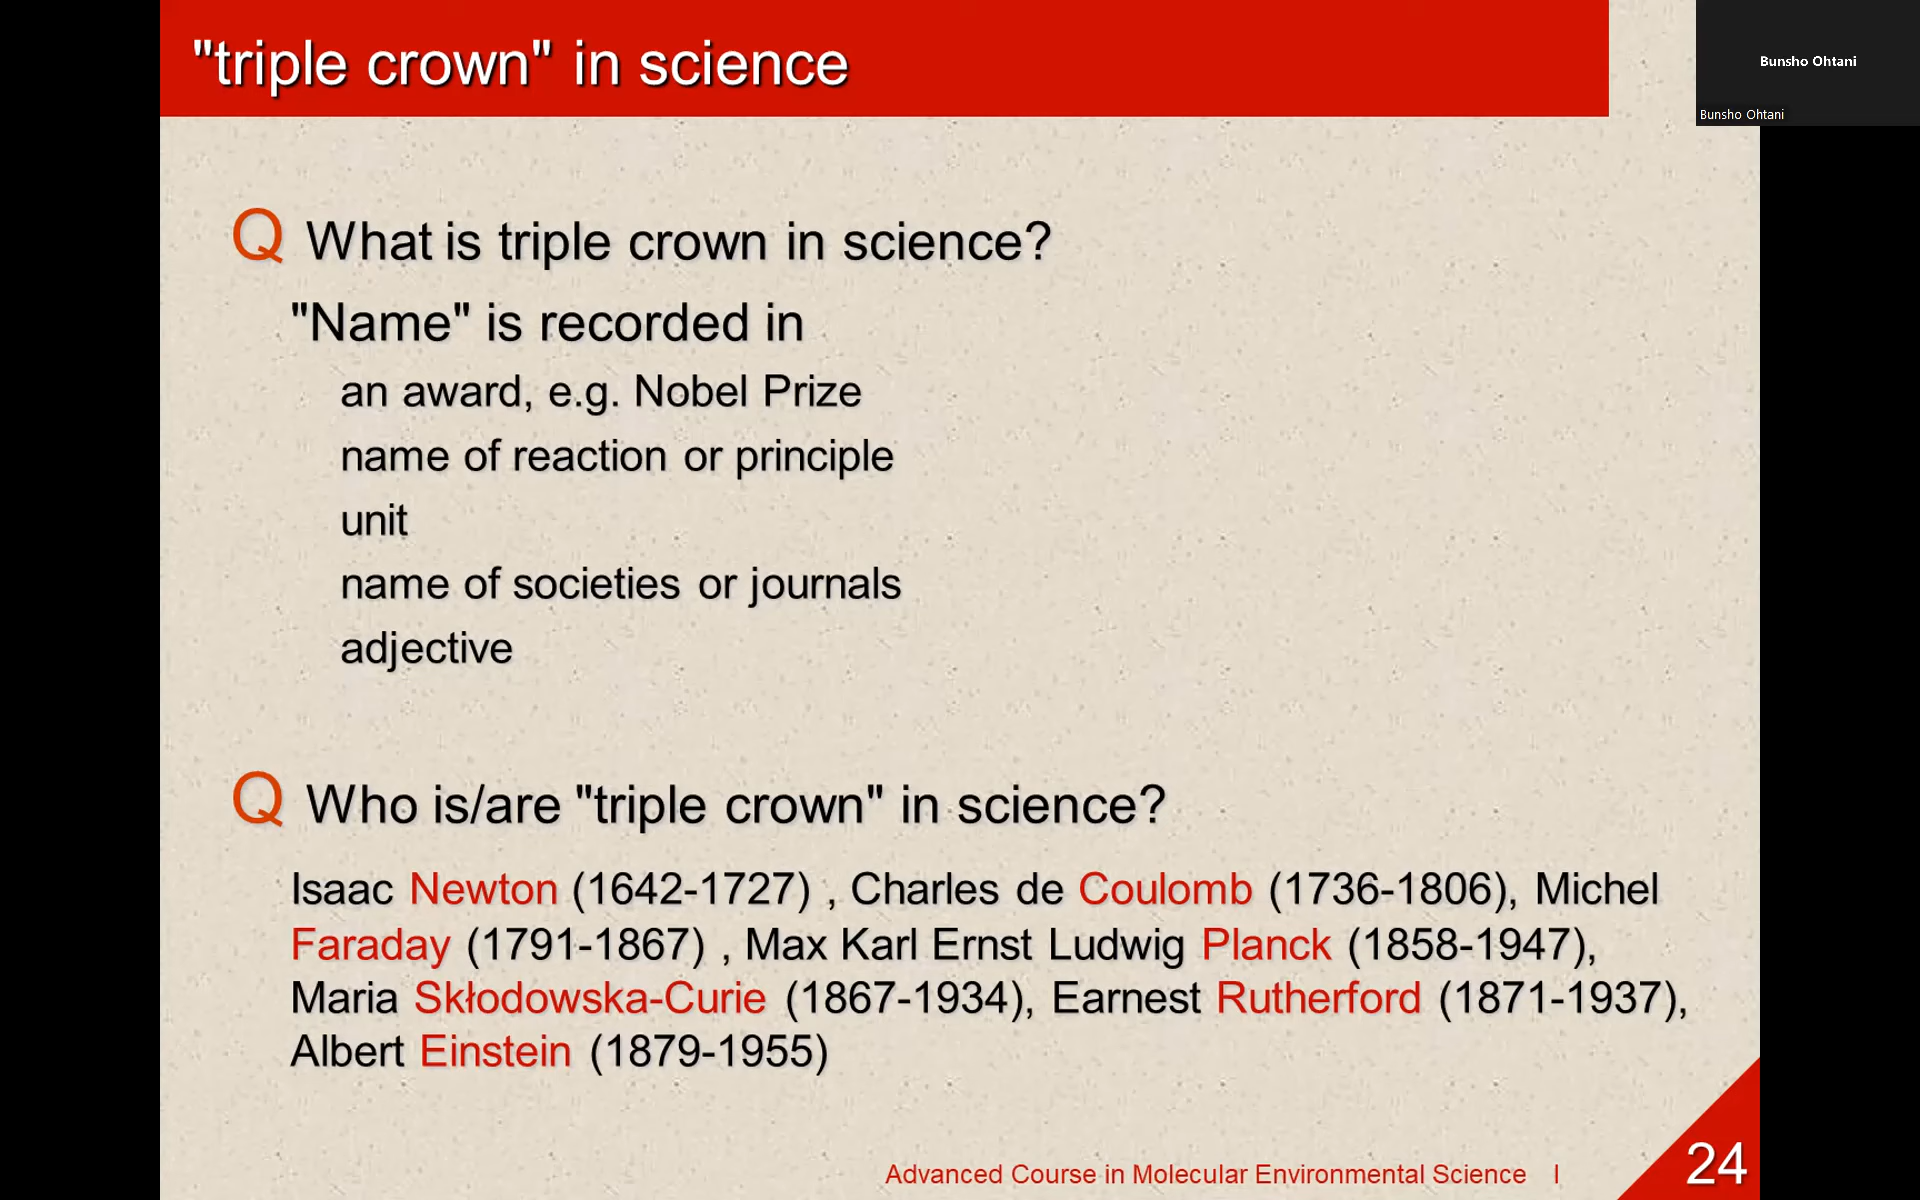 "triple crown" in science
Bunsho Ohtani
Bunsho Ohtani
Q What is triple crown in science?
"Name" is recorded in
an award, e.g. Nobel Prize
name of reaction or principle
unit
name of societies or journals
adjective
Q Who is/are "triple crown" in science?
Isaac Newton (1642-1727) , Charles de Coulomb (1736-1806), Michel
Faraday (1791-1867) , Max Karl Ernst Ludwig Planck (1858-1947),
Maria Skłodowska-Curie (1867-1934), Earnest Rutherford (1871-1937),
Albert Einstein (1879-1955)
Advanced Course in Molecular Environmental Science I
24